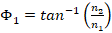 Φ₁ = tan⁻¹(n₂/n₁)